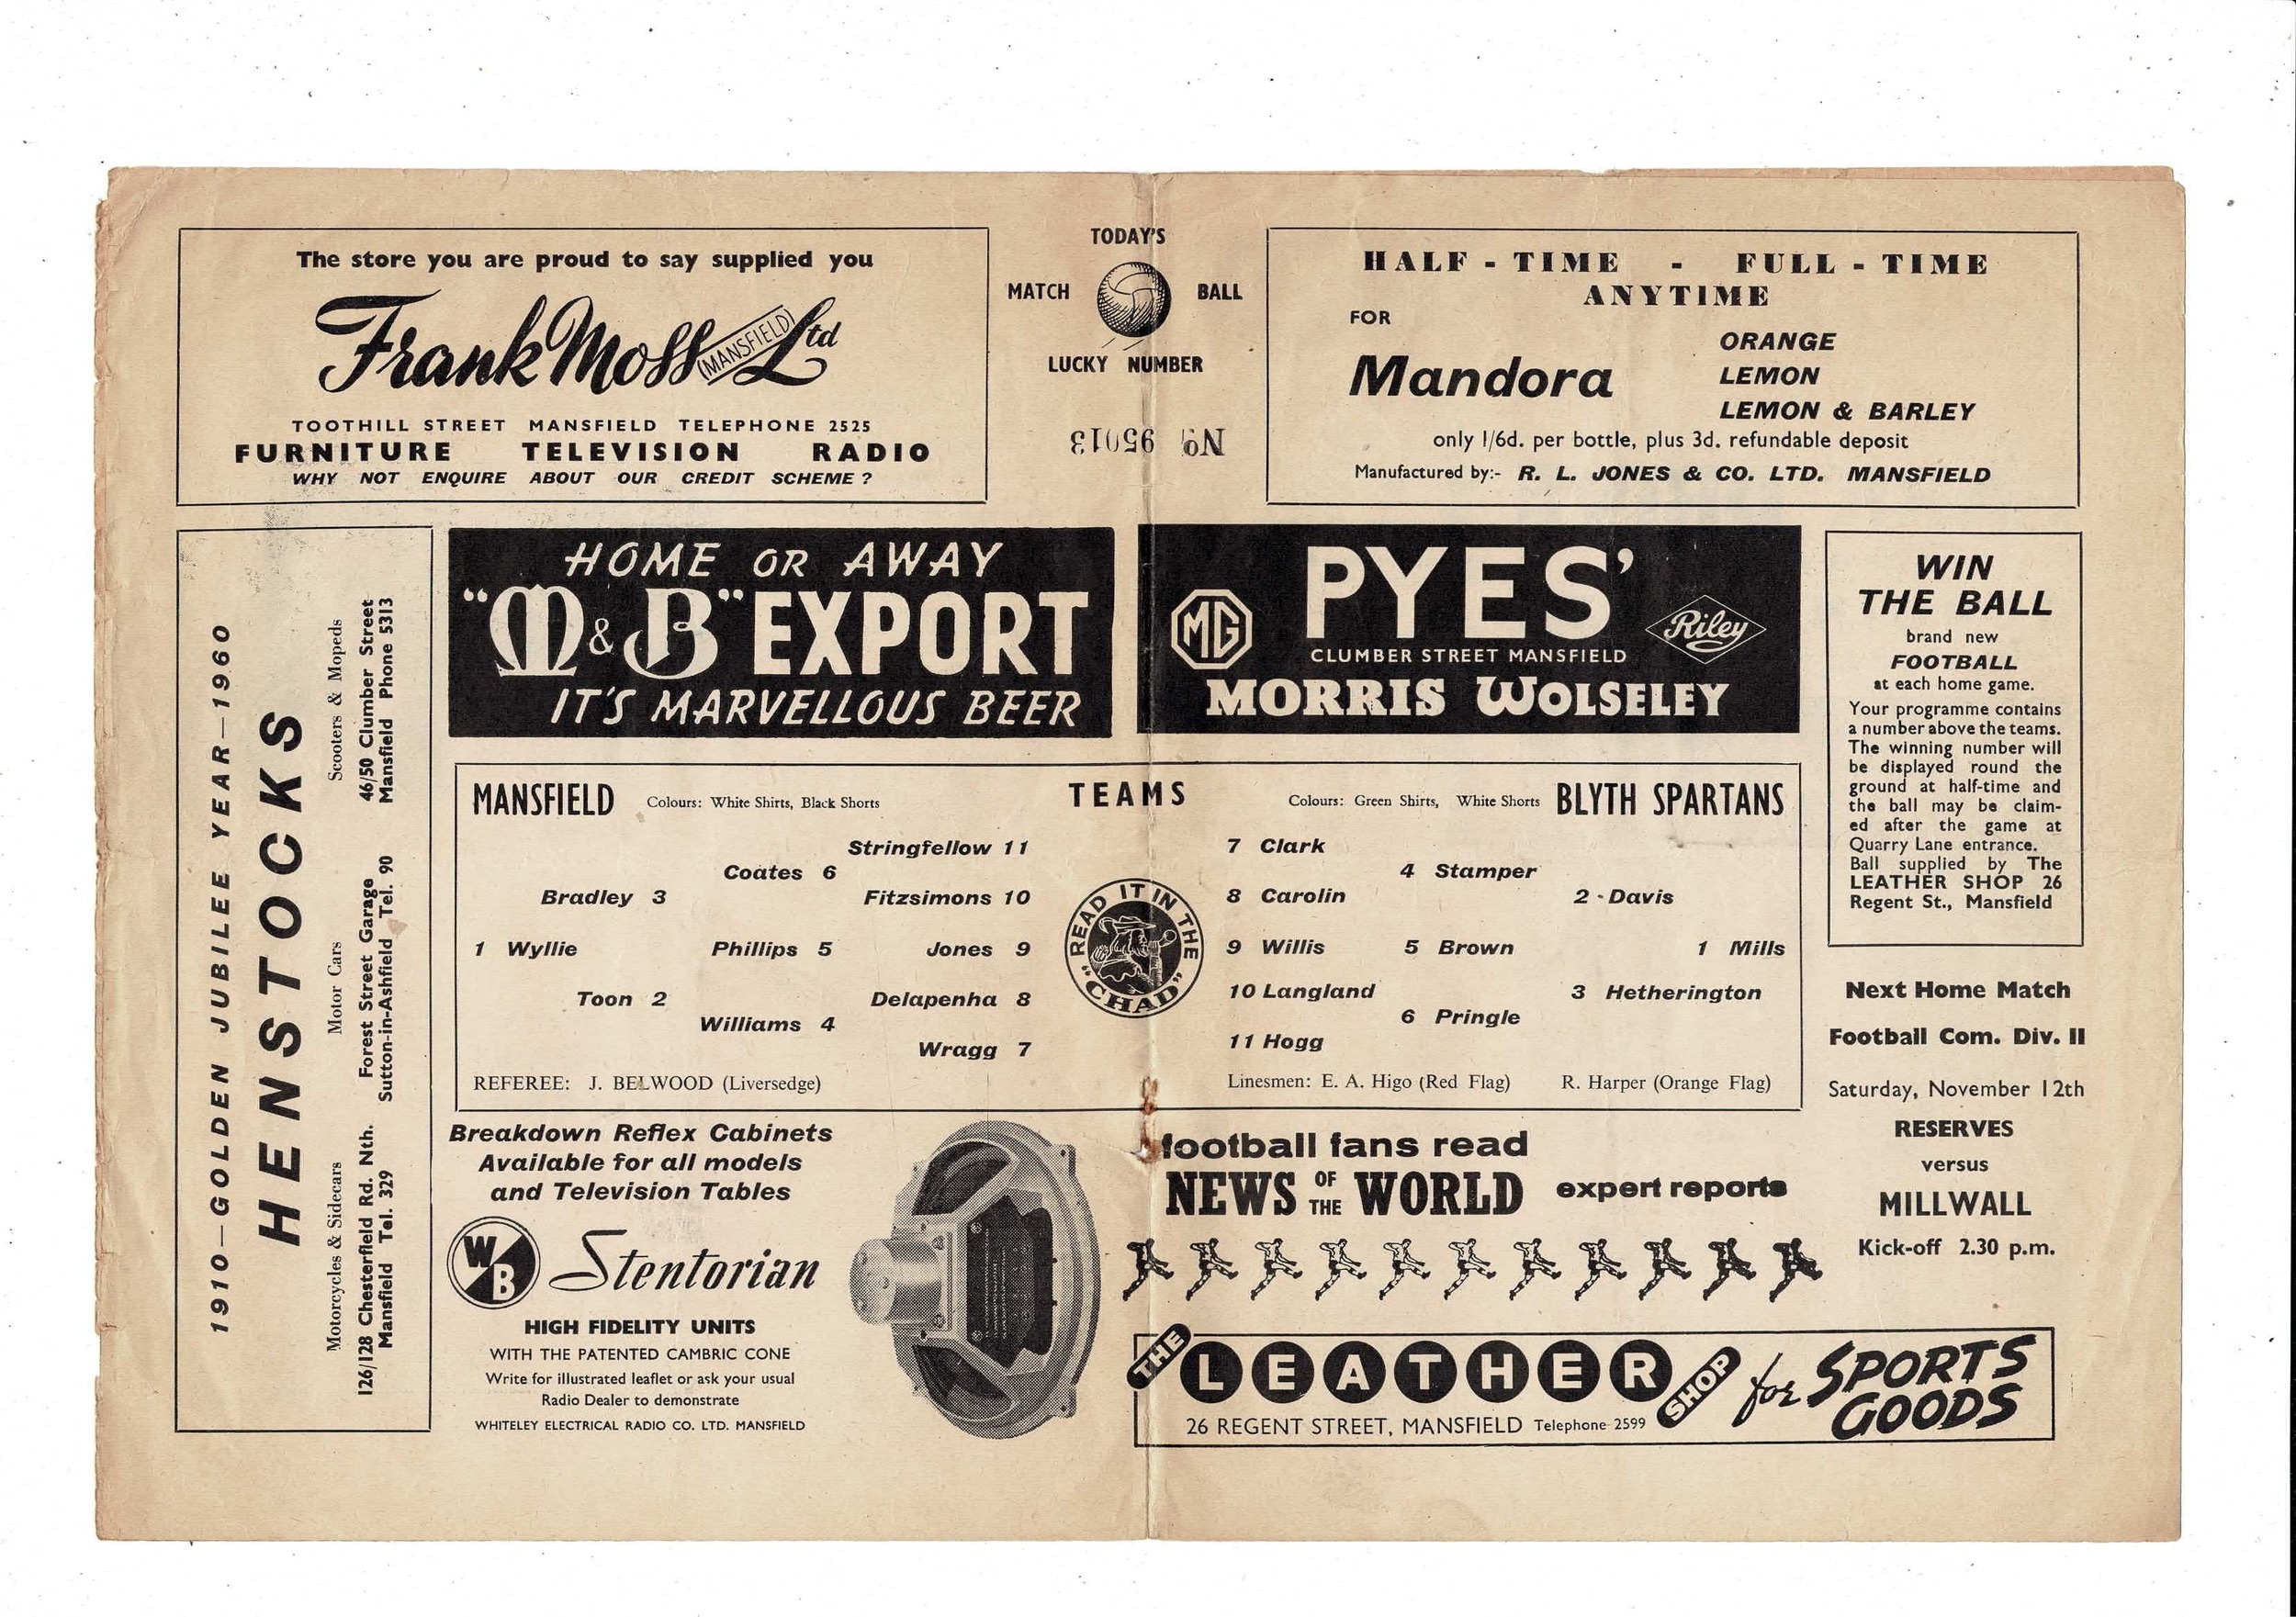 The store you are proud to say supplied you
Frank Moss (MANSFIELD) Ltd
TOOTHILL STREET MANSFIELD TELEPHONE 2525
FURNITURE TELEVISION RADIO
WHY NOT ENQUIRE ABOUT OUR CREDIT SCHEME ?
TODAY'S
MATCH BALL
LUCKY NUMBER
No 95013
HALF - TIME - FULL - TIME
ANYTIME
FOR
Mandora
ORANGE
LEMON
LEMON & BARLEY
only 1/6d. per bottle, plus 3d. refundable deposit
Manufactured by:- R. L. JONES & CO. LTD. MANSFIELD
1910—GOLDEN JUBILEE YEAR—1960
HENSTOCKS
Motorcycles & Sidecars
126/128 Chesterfield Rd. Nth.
Mansfield Tel. 329
Motor Cars
Forest Street Garage
Sutton-in-Ashfield Tel. 90
Scooters & Mopeds
46/50 Clumber Street
Mansfield Phone 5313
HOME OR AWAY
"M & B" EXPORT
IT'S MARVELLOUS BEER
MG
PYES'
Riley
CLUMBER STREET MANSFIELD
MORRIS WOLSELEY
WIN
THE BALL
brand new
FOOTBALL
at each home game.
Your programme contains
a number above the teams.
The winning number will
be displayed round the
ground at half-time and
the ball may be claim-
ed after the game at
Quarry Lane entrance.
Ball supplied by The
LEATHER SHOP 26
Regent St., Mansfield
TEAMS
MANSFIELD Colours: White Shirts, Black Shorts
Stringfellow 11
Coates 6
Bradley 3
Fitzsimons 10
1 Wyllie
Phillips 5
Jones 9
Toon 2
Delapenha 8
Williams 4
Wragg 7
REFEREE: J. BELWOOD (Liversedge)
READ IT IN THE "CHAD"
Colours: Green Shirts, White Shorts BLYTH SPARTANS
7 Clark
4 Stamper
8 Carolin
2 - Davis
9 Willis
5 Brown
1 Mills
10 Langland
3 Hetherington
6 Pringle
11 Hogg
Linesmen: E. A. Higo (Red Flag) R. Harper (Orange Flag)
Next Home Match
Football Com. Div. II
Saturday, November 12th
RESERVES
versus
MILLWALL
Kick-off 2.30 p.m.
Breakdown Reflex Cabinets
Available for all models
and Television Tables
WB Stentorian
HIGH FIDELITY UNITS
WITH THE PATENTED CAMBRIC CONE
Write for illustrated leaflet or ask your usual
Radio Dealer to demonstrate
WHITELEY ELECTRICAL RADIO CO. LTD. MANSFIELD
football fans read
NEWS OF THE WORLD expert reports
THE LEATHER SHOP for SPORTS GOODS
26 REGENT STREET, MANSFIELD Telephone 2599